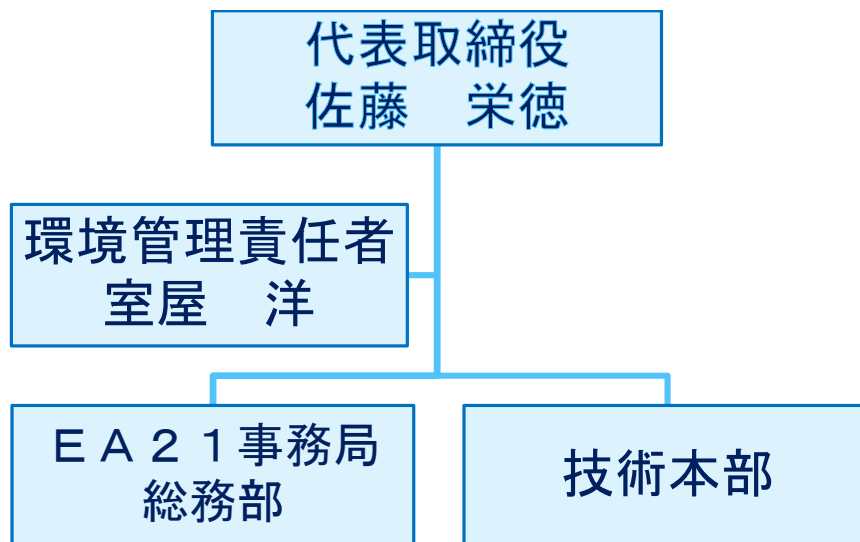 代表取締役
佐藤　栄徳
環境管理責任者
室屋　洋
ＥＡ２１事務局
総務部
技術本部